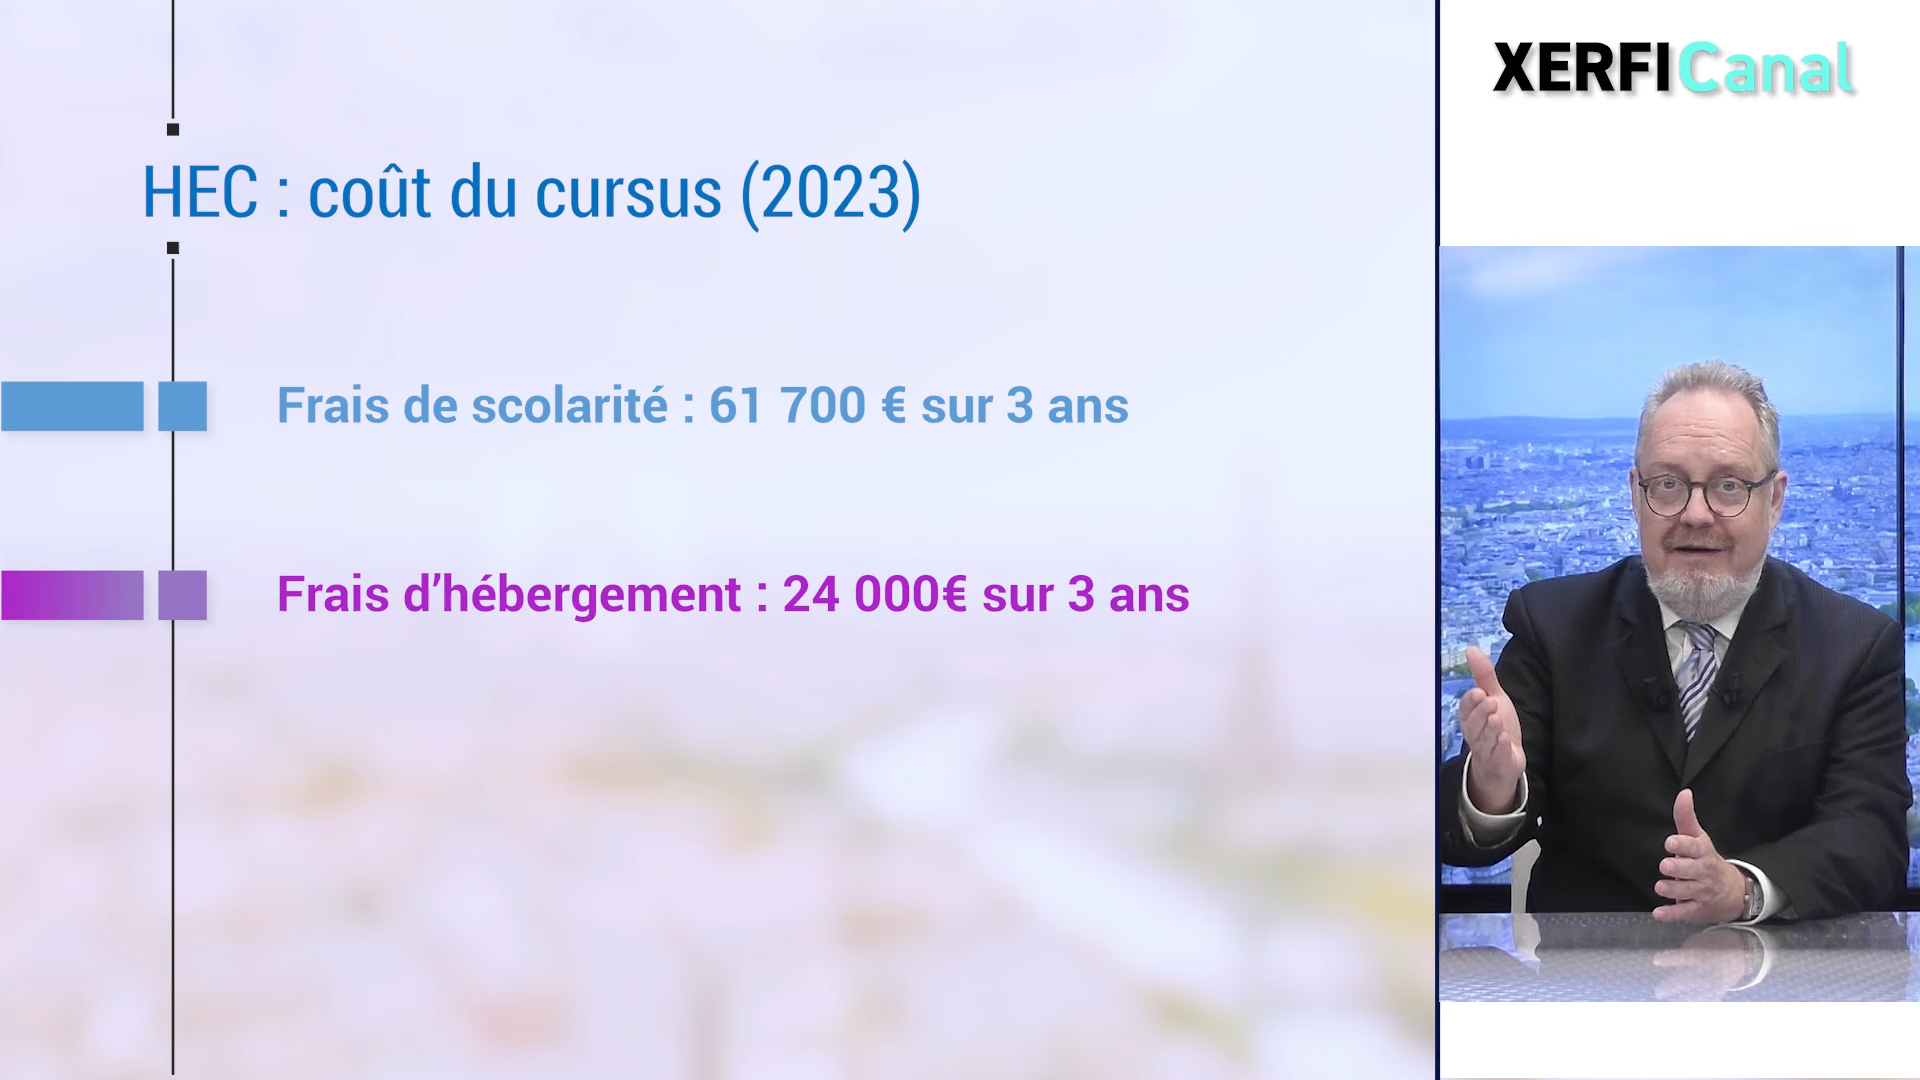 HEC : coût du cursus (2023)
Frais de scolarité : 61 700 € sur 3 ans
Frais d’hébergement : 24 000€ sur 3 ans
XERFI Canal